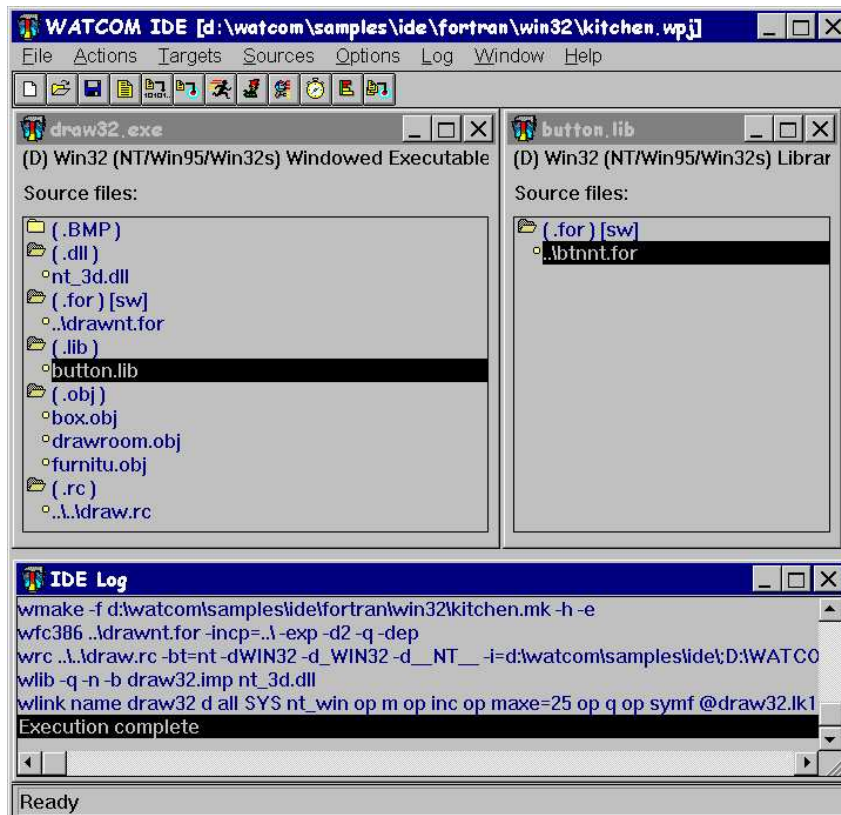 WATCOM IDE [d:\watcom\samples\ide\fortran\win32\kitchen.wpj]
File Actions Targets Sources Options Log Window Help
draw32.exe
(D) Win32 (NT/Win95/Win32s) Windowed Executable
Source files:
(.BMP)
(.dll)
nt_3d.dll
(.for) [sw]
..\drawnt.for
(.lib)
button.lib
(.obj)
box.obj
drawroom.obj
furnitu.obj
(.rc)
..\..\draw.rc
button.lib
(D) Win32 (NT/Win95/Win32s) Librar
Source files:
(.for) [sw]
..\btnnt.for
IDE Log
wmake -f d:\watcom\samples\ide\fortran\win32\kitchen.mk -h -e
wfc386 ..\drawnt.for -incp=..\ -exp -d2 -q -dep
wrc ..\..\draw.rc -bt=nt -dWIN32 -d_WIN32 -d__NT__ -i=d:\watcom\samples\ide\;D:\WATCO
wlib -q -n -b draw32.imp nt_3d.dll
wlink name draw32 d all SYS nt_win op m op inc op maxe=25 op q op symf @draw32.lk1
Execution complete
Ready